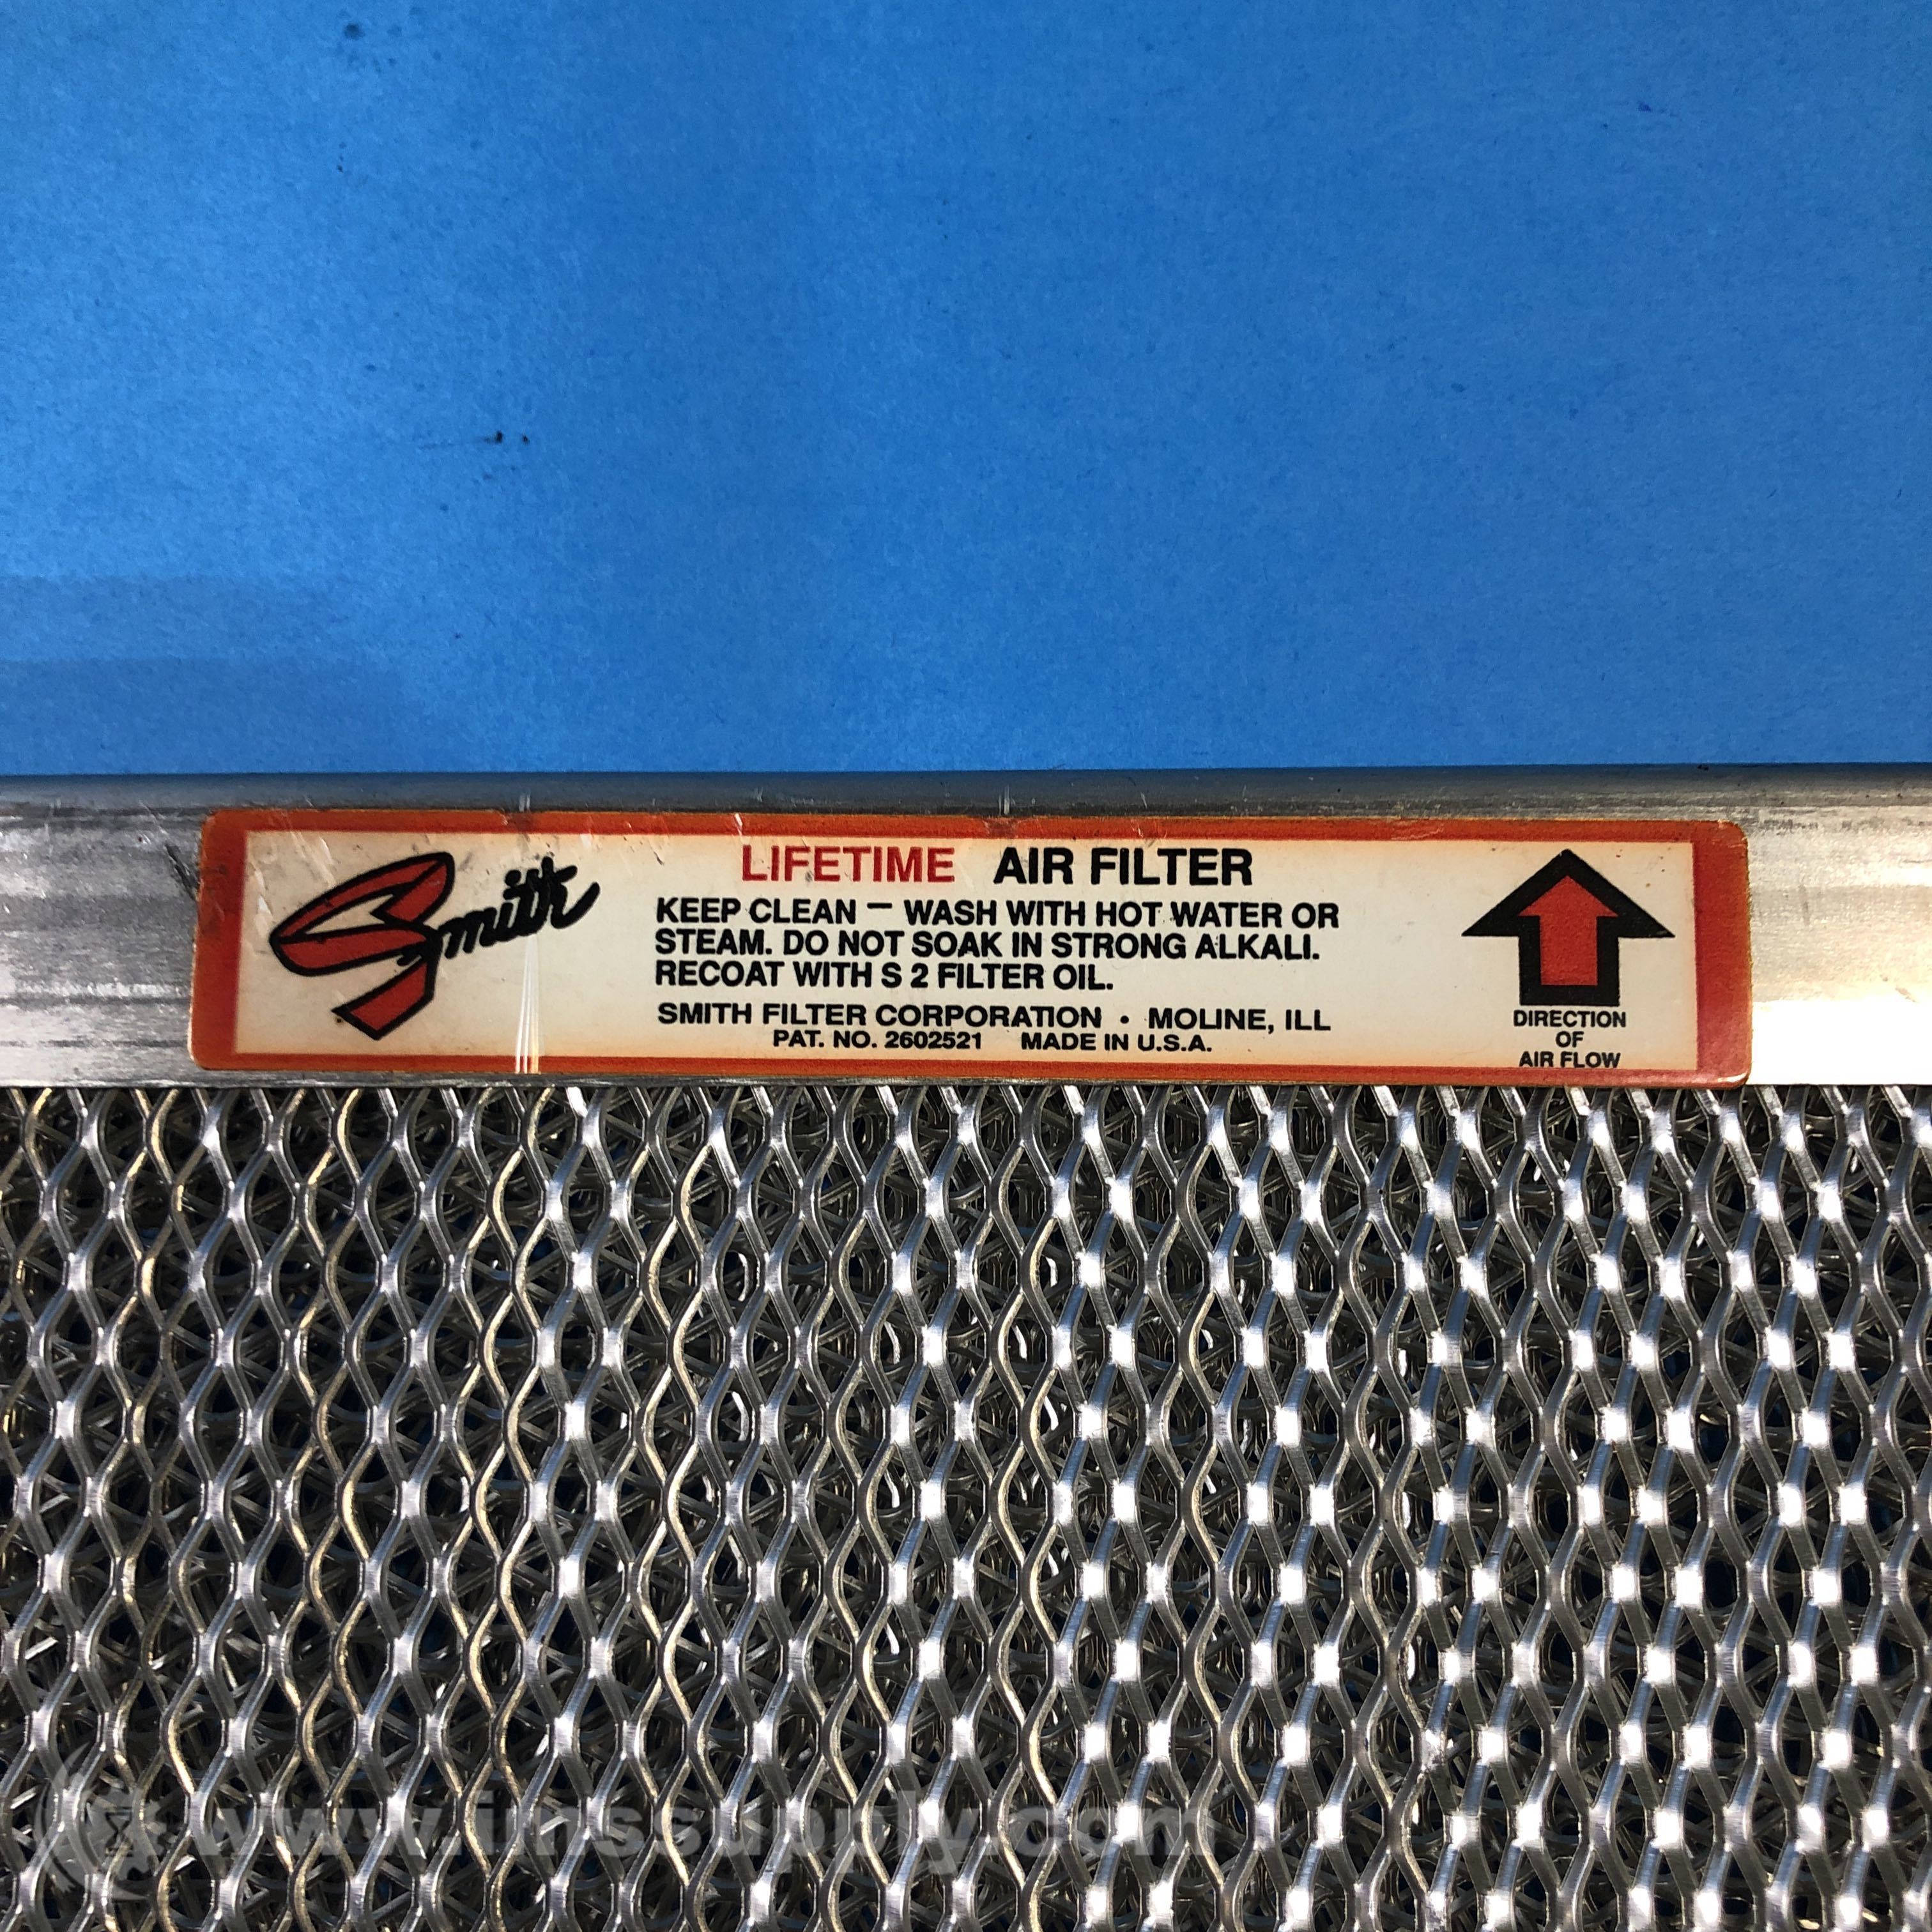 Smith
LIFETIME AIR FILTER
KEEP CLEAN — WASH WITH HOT WATER OR
STEAM. DO NOT SOAK IN STRONG ALKALI.
RECOAT WITH S 2 FILTER OIL.
SMITH FILTER CORPORATION • MOLINE, ILL
PAT. NO. 2602521 MADE IN U.S.A.
DIRECTION
OF
AIR FLOW
www.imssupply.com